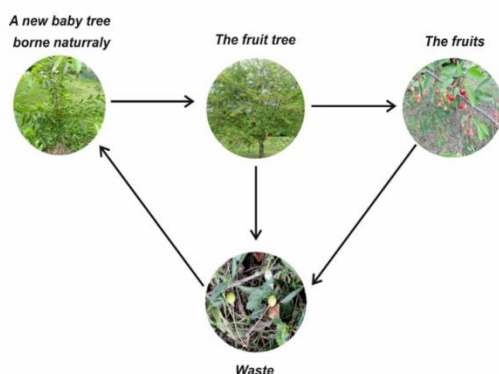 A new baby tree
borne naturraly
The fruit tree
The fruits
Waste